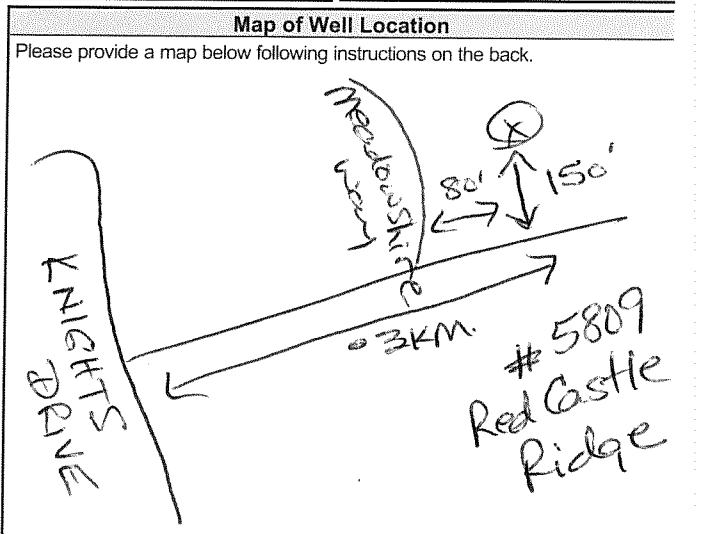 Map of Well Location
Please provide a map below following instructions on the back.
Meadowshire
Way
X
80'
150'
KNIGHTS
DRIVE
.3KM.
# 5809
Red Castle
Ridge